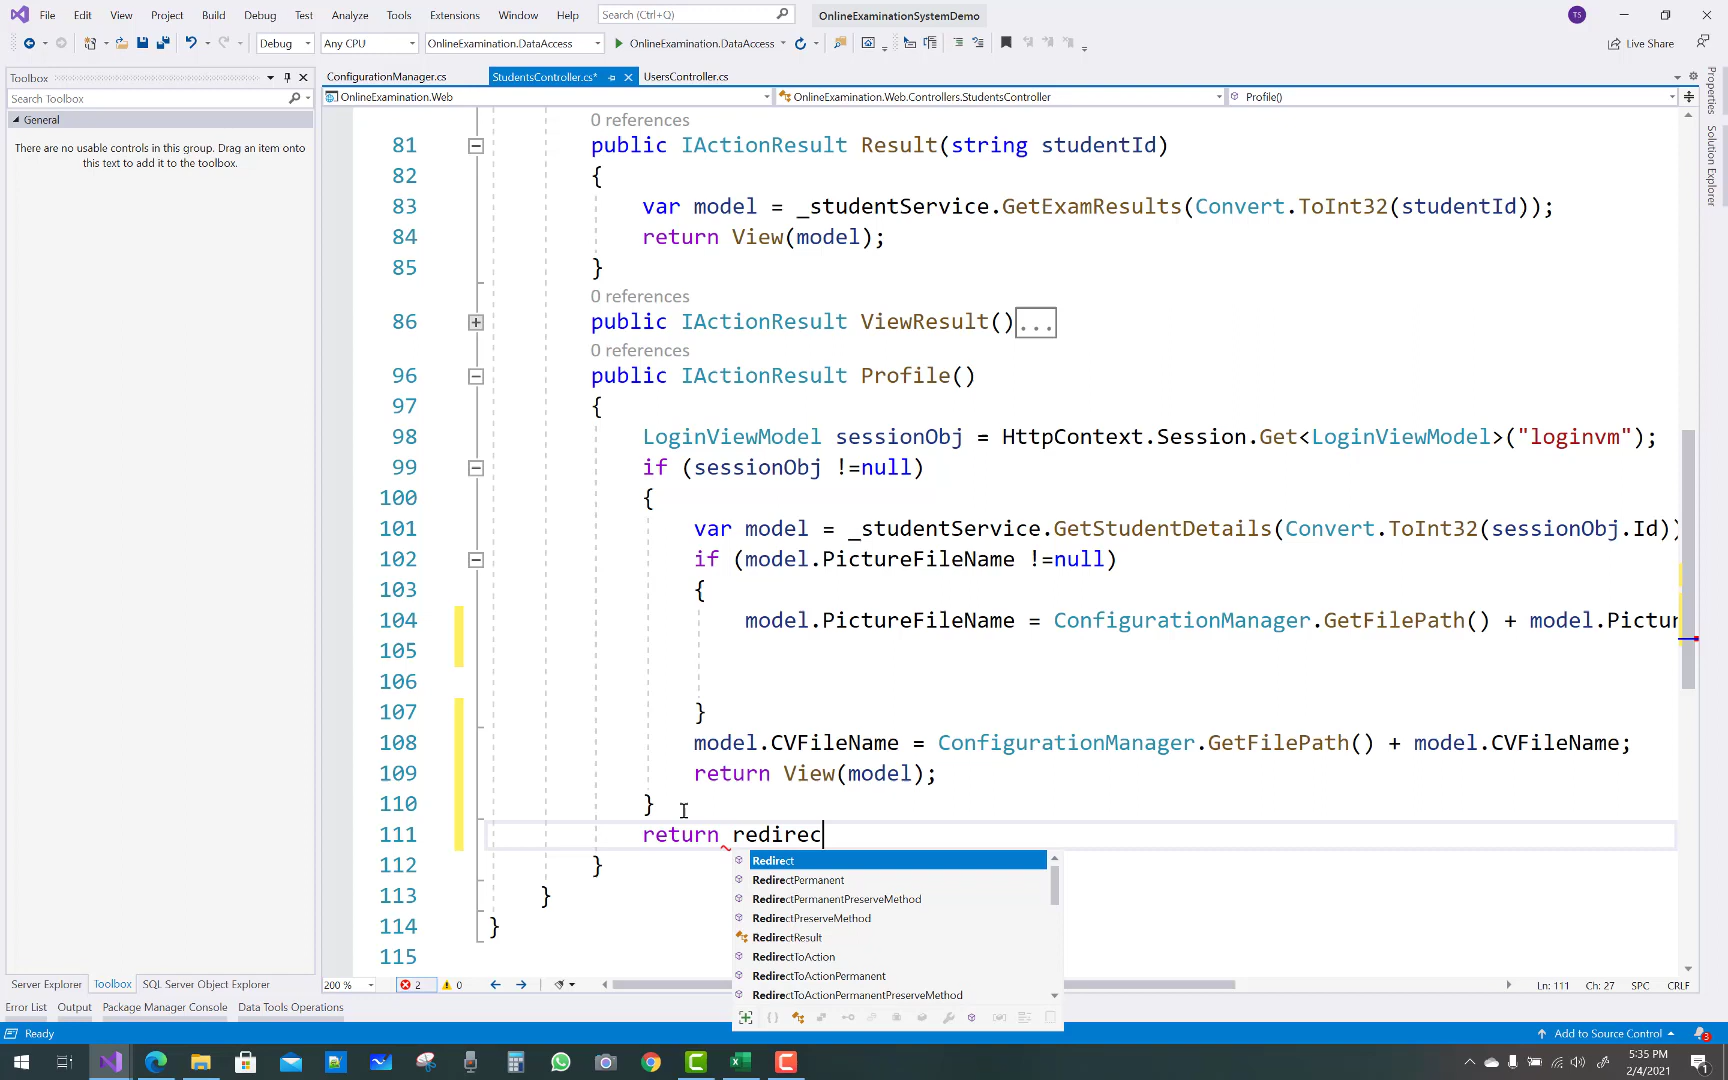 File Edit View Project Build Debug Test Analyze Tools Extensions Window Help Search (Ctrl+Q) OnlineExaminationSystemDemo TS
Debug Any CPU OnlineExamination.DataAccess OnlineExamination.DataAccess Live Share
Toolbox
Search Toolbox
General
There are no usable controls in this group. Drag an item onto
this text to add it to the toolbox.
ConfigurationManager.cs StudentsController.cs* UsersController.cs
OnlineExamination.Web OnlineExamination.Web.Controllers.StudentsController Profile()
0 references
81 public IActionResult Result(string studentId)
82 {
83 var model = _studentService.GetExamResults(Convert.ToInt32(studentId));
84 return View(model);
85 }
0 references
86 public IActionResult ViewResult()...
0 references
96 public IActionResult Profile()
97 {
98 LoginViewModel sessionObj = HttpContext.Session.Get<LoginViewModel>("loginvm");
99 if (sessionObj !=null)
100 {
101 var model = _studentService.GetStudentDetails(Convert.ToInt32(sessionObj.Id))
102 if (model.PictureFileName !=null)
103 {
104 model.PictureFileName = ConfigurationManager.GetFilePath() + model.Pictur
105
106
107 }
108 model.CVFileName = ConfigurationManager.GetFilePath() + model.CVFileName;
109 return View(model);
110 }
111 return redirec
112 }
113 }
114 }
115
Redirect
RedirectPermanent
RedirectPermanentPreserveMethod
RedirectPreserveMethod
RedirectResult
RedirectToAction
RedirectToActionPermanent
RedirectToActionPermanentPreserveMethod
Properties
Solution Explorer
Server Explorer Toolbox SQL Server Object Explorer
200 % 2 0 Ln: 111 Ch: 27 SPC CRLF
Error List Output Package Manager Console Data Tools Operations
Ready Add to Source Control 3
5:35 PM
2/4/2021
1